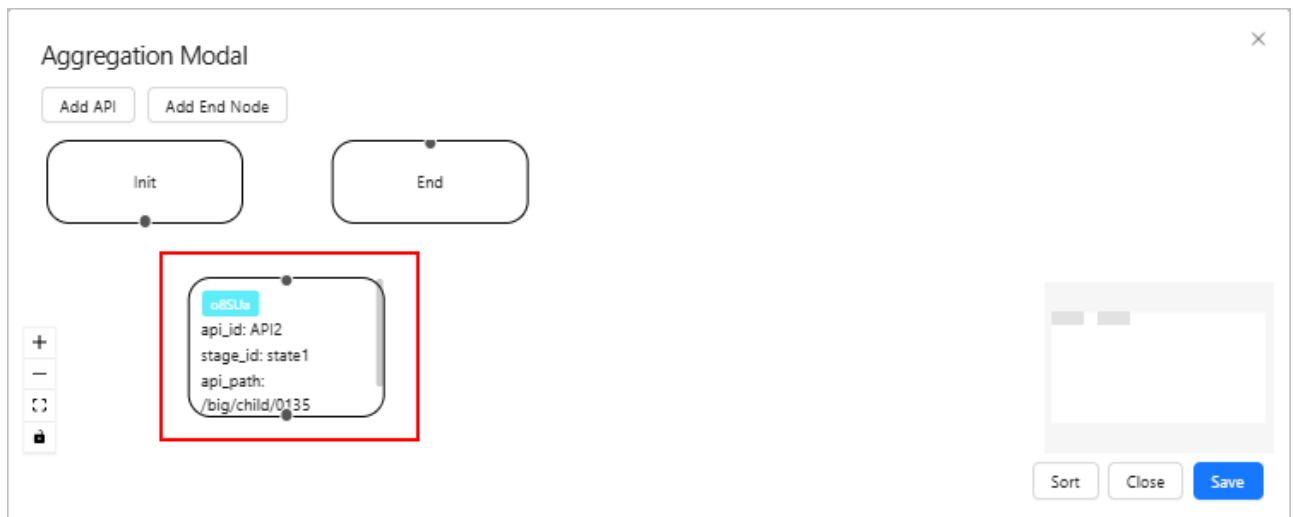 Aggregation Modal
Add API
Add End Node
Init
End
o8SUa
api_id: API2
stage_id: state1
api_path:
/big/child/0135
Sort
Close
Save